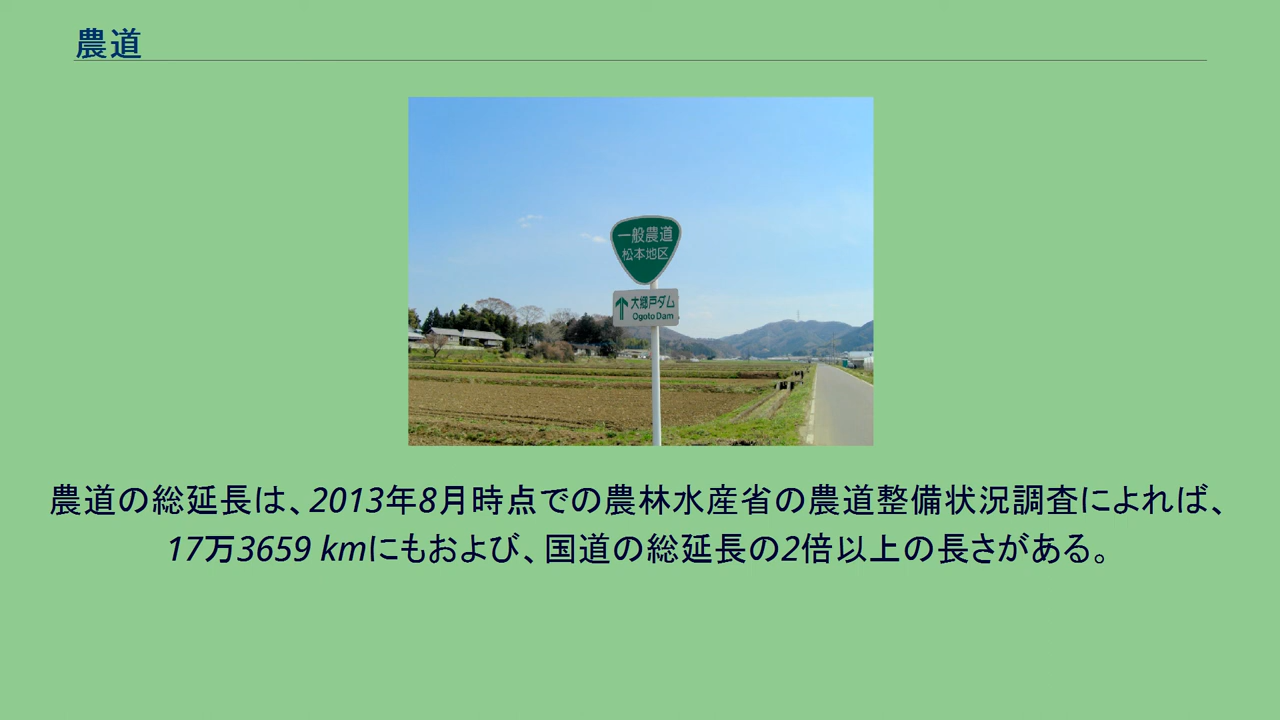 農道
一般農道
松本地区
大郷戸ダム
Ogoto Dam
農道の総延長は、2013年8月時点での農林水産省の農道整備状況調査によれば、
17万3659 kmにもおよび、国道の総延長の2倍以上の長さがある。